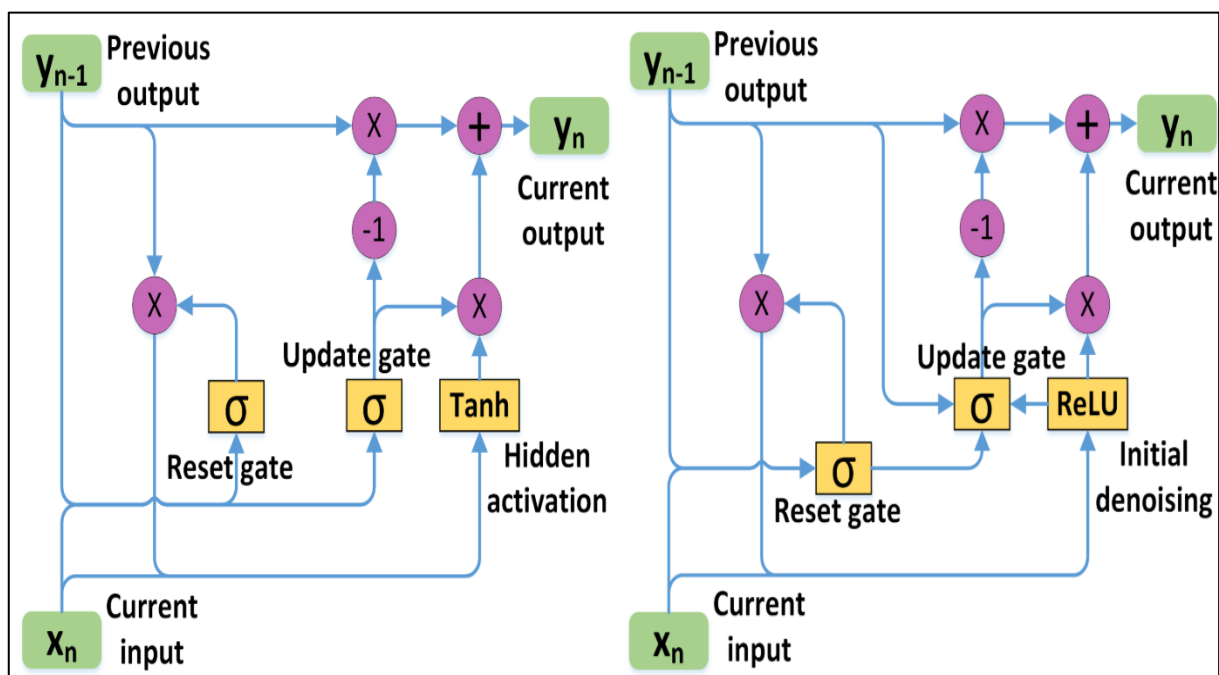 yn-1
Previous
output
X
+
yn
Current
output
-1
X
X
Update gate
σ
σ
Tanh
Reset gate
Hidden
activation
Current
input
xn
yn-1
Previous
output
X
+
yn
Current
output
-1
X
X
Update gate
σ
ReLU
σ
Reset gate
Initial
denoising
Current
input
xn